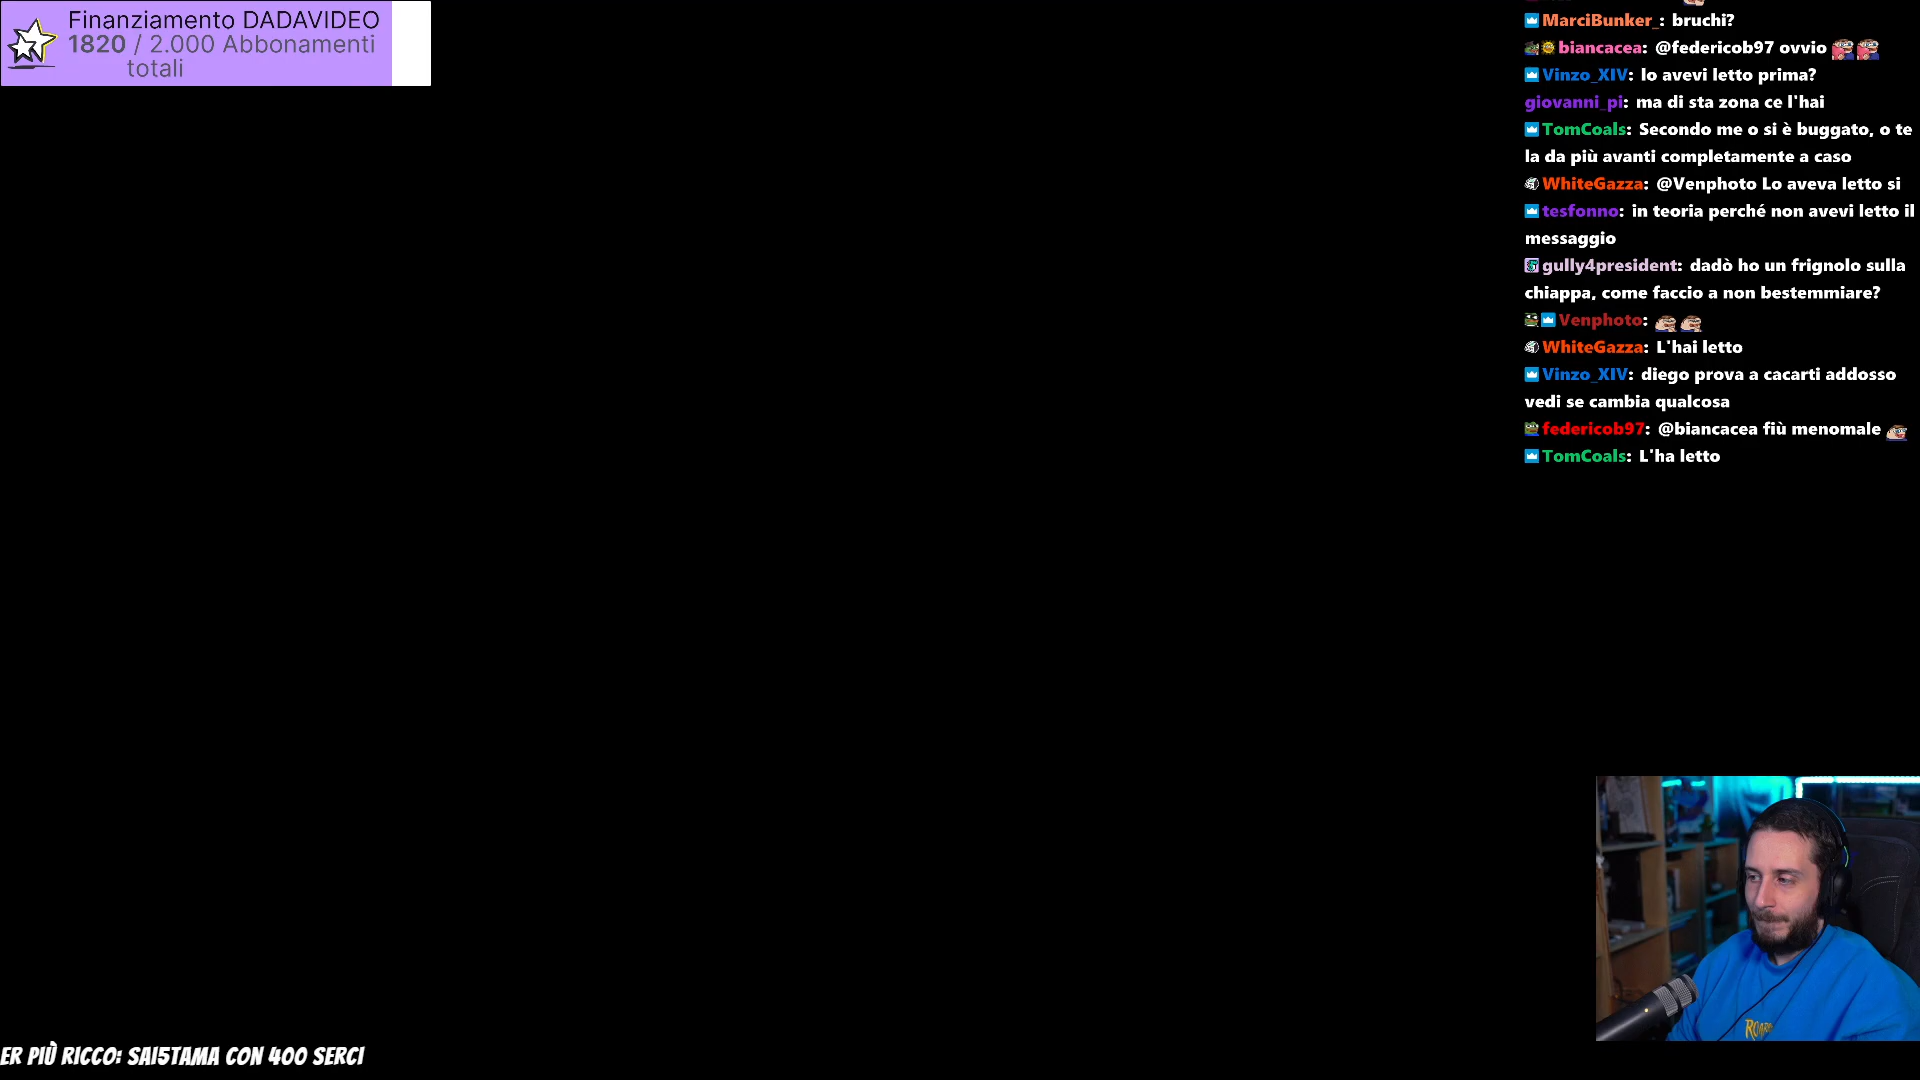 Finanziamento DADAVIDEO
1820 / 2.000 Abbonamenti
totali
MarciBunker_: bruchi?
biancacea: @federicob97 ovvio
Vinzo_XIV: lo avevi letto prima?
giovanni_pi: ma di sta zona ce l'hai
TomCoals: Secondo me o si è buggato, o te
la da più avanti completamente a caso
WhiteGazza: @Venphoto Lo aveva letto si
tesfonno: in teoria perché non avevi letto il
messaggio
gully4president: dadò ho un frignolo sulla
chiappa, come faccio a non bestemmiare?
Venphoto:
WhiteGazza: L'hai letto
Vinzo_XIV: diego prova a cacarti addosso
vedi se cambia qualcosa
federicob97: @biancacea fiù menomale
TomCoals: L'ha letto
ER PIÙ RICCO: SAI5TAMA CON 400 SERCI